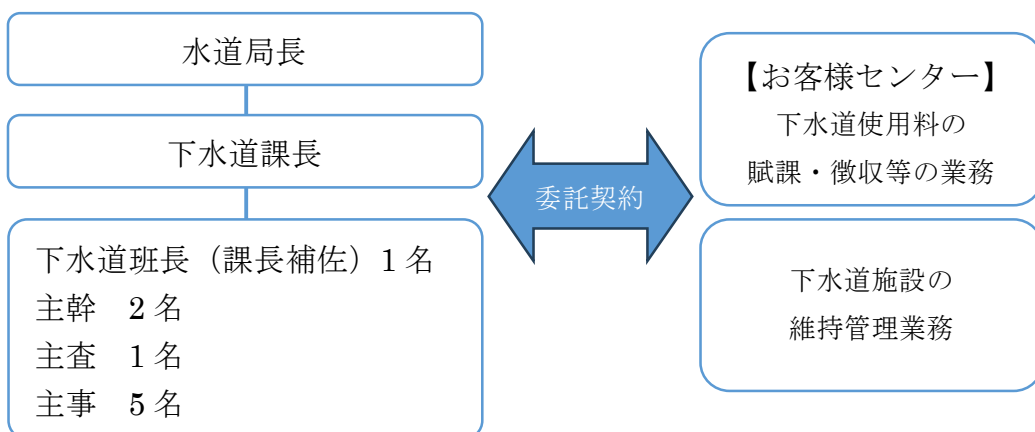 水道局長
下水道課長
下水道班長（課長補佐）1名
主幹　2名
主査　1名
主事　5名
委託契約
【お客様センター】
下水道使用料の
賦課・徴収等の業務
下水道施設の
維持管理業務